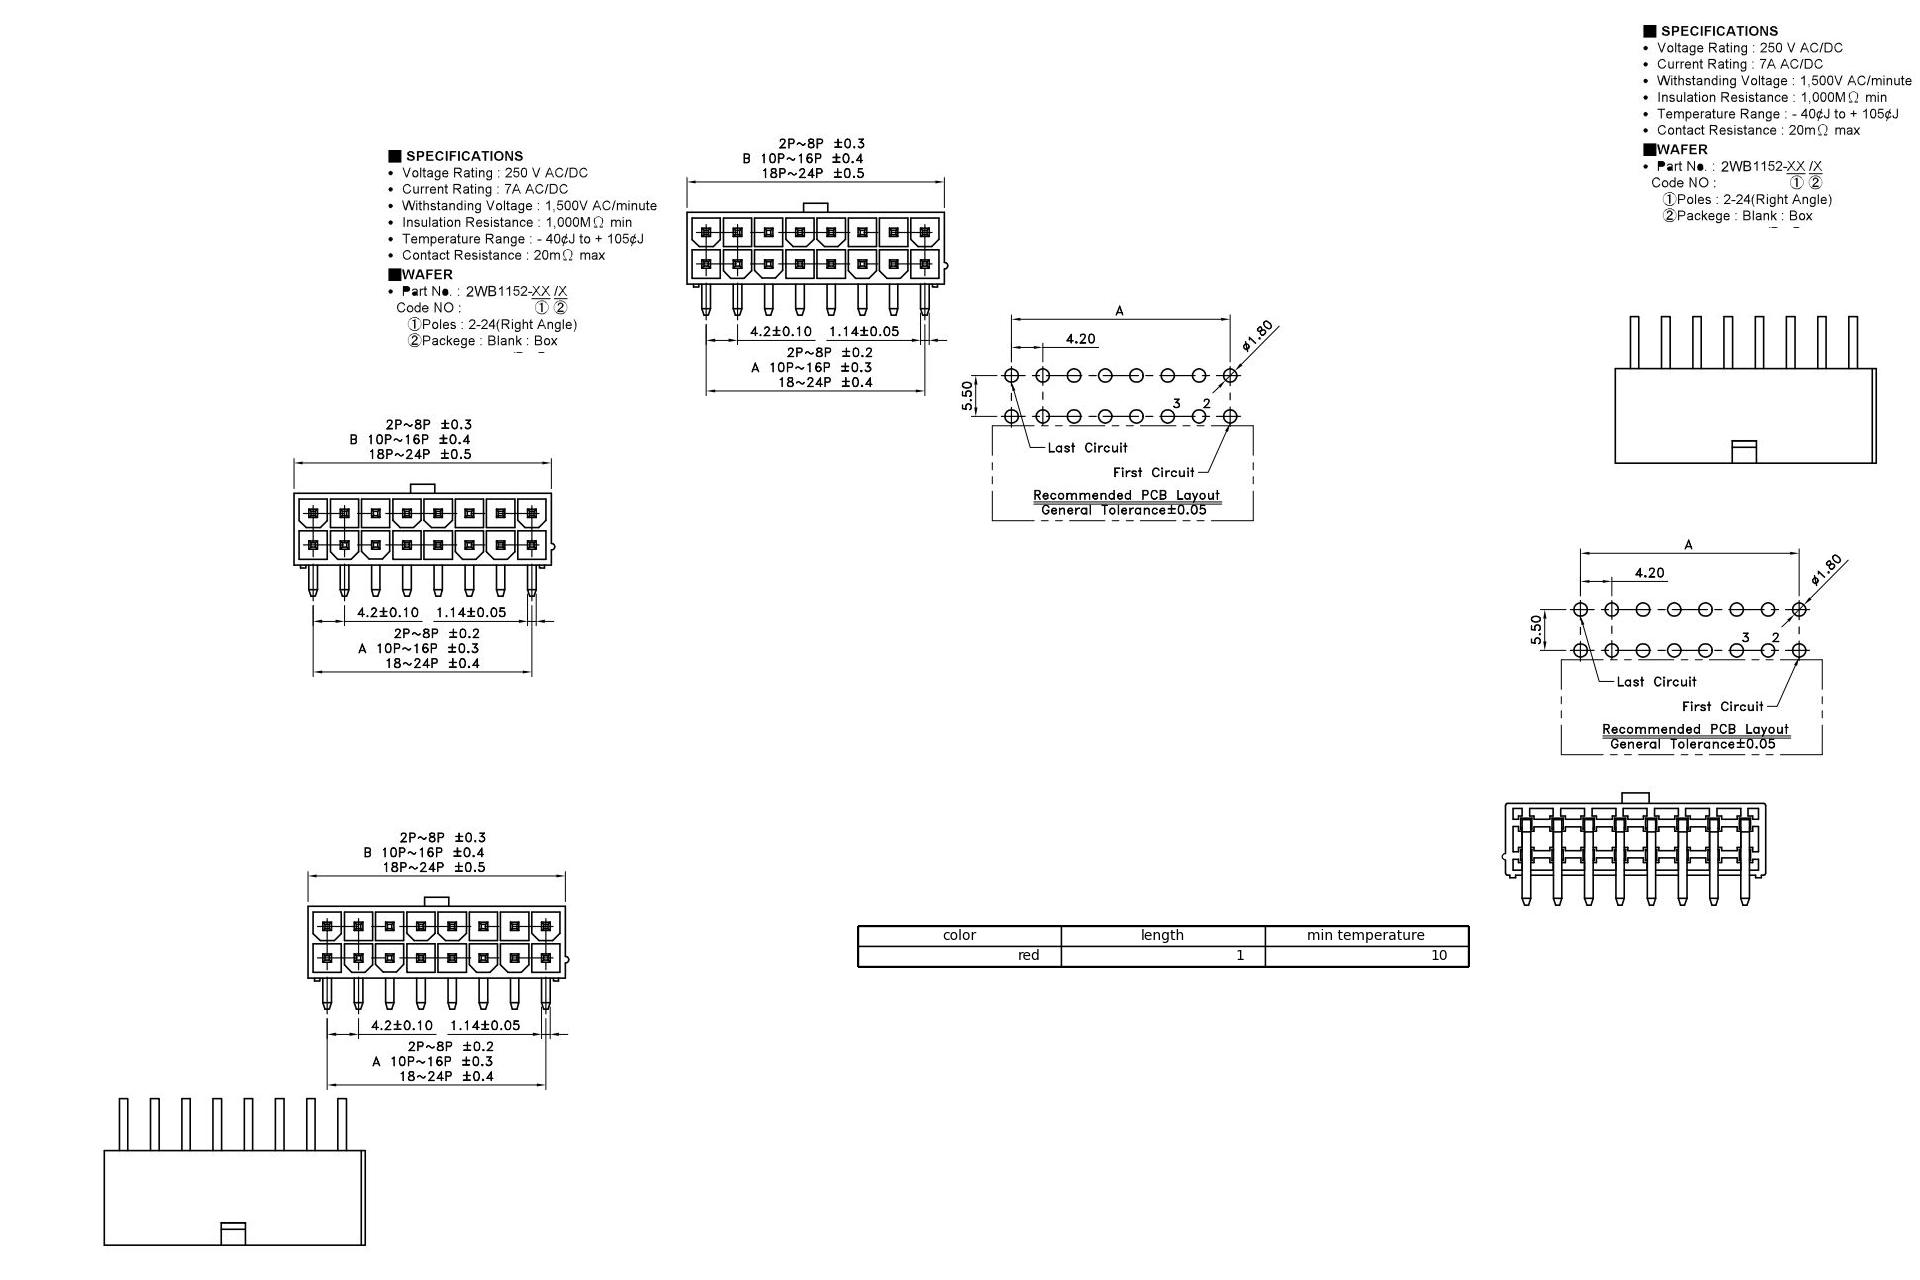 ■ SPECIFICATIONS
• Voltage Rating : 250 V AC/DC
• Current Rating : 7A AC/DC
• Withstanding Voltage : 1,500V AC/minute
• Insulation Resistance : 1,000MΩ min
• Temperature Range : - 40¢J to + 105¢J
• Contact Resistance : 20mΩ max
■WAFER
• Part No. : 2WB1152-XX /X
Code NO : ① ②
①Poles : 2-24(Right Angle)
②Packege : Blank : Box
2P~8P ±0.3
B 10P~16P ±0.4
18P~24P ±0.5
4.2±0.10 1.14±0.05
2P~8P ±0.2
A 10P~16P ±0.3
18~24P ±0.4
■ SPECIFICATIONS
• Voltage Rating : 250 V AC/DC
• Current Rating : 7A AC/DC
• Withstanding Voltage : 1,500V AC/minute
• Insulation Resistance : 1,000MΩ min
• Temperature Range : - 40¢J to + 105¢J
• Contact Resistance : 20mΩ max
■WAFER
• Part No. : 2WB1152-XX /X
Code NO : ① ②
①Poles : 2-24(Right Angle)
②Packege : Blank : Box
A
4.20
ø1.80
5.50
3 2
Last Circuit
First Circuit
Recommended PCB Layout
General Tolerance±0.05
2P~8P ±0.3
B 10P~16P ±0.4
18P~24P ±0.5
4.2±0.10 1.14±0.05
2P~8P ±0.2
A 10P~16P ±0.3
18~24P ±0.4
A
4.20
ø1.80
5.50
3 2
Last Circuit
First Circuit
Recommended PCB Layout
General Tolerance±0.05
2P~8P ±0.3
B 10P~16P ±0.4
18P~24P ±0.5
4.2±0.10 1.14±0.05
2P~8P ±0.2
A 10P~16P ±0.3
18~24P ±0.4
color length min temperature
red 1 10